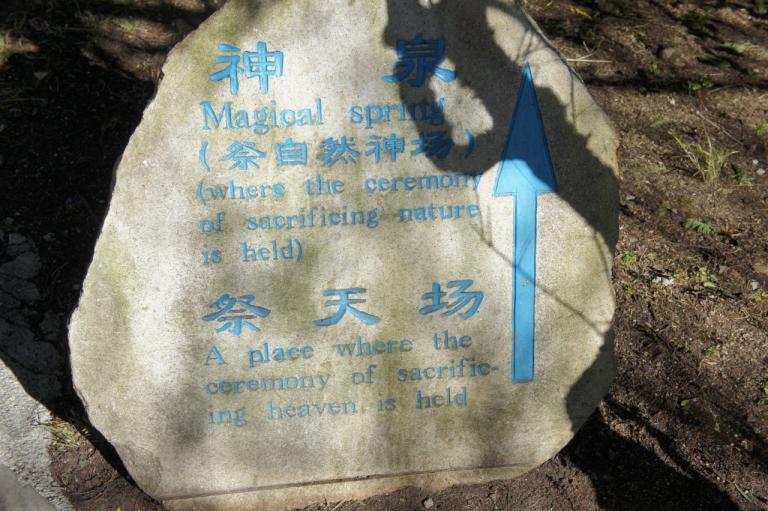 神 泉
Magical spring
(祭自然神场)
(where the ceremony
of sacrificing nature
is held)
祭 天 场
A place where the
ceremony of sacrific-
ing heaven is held